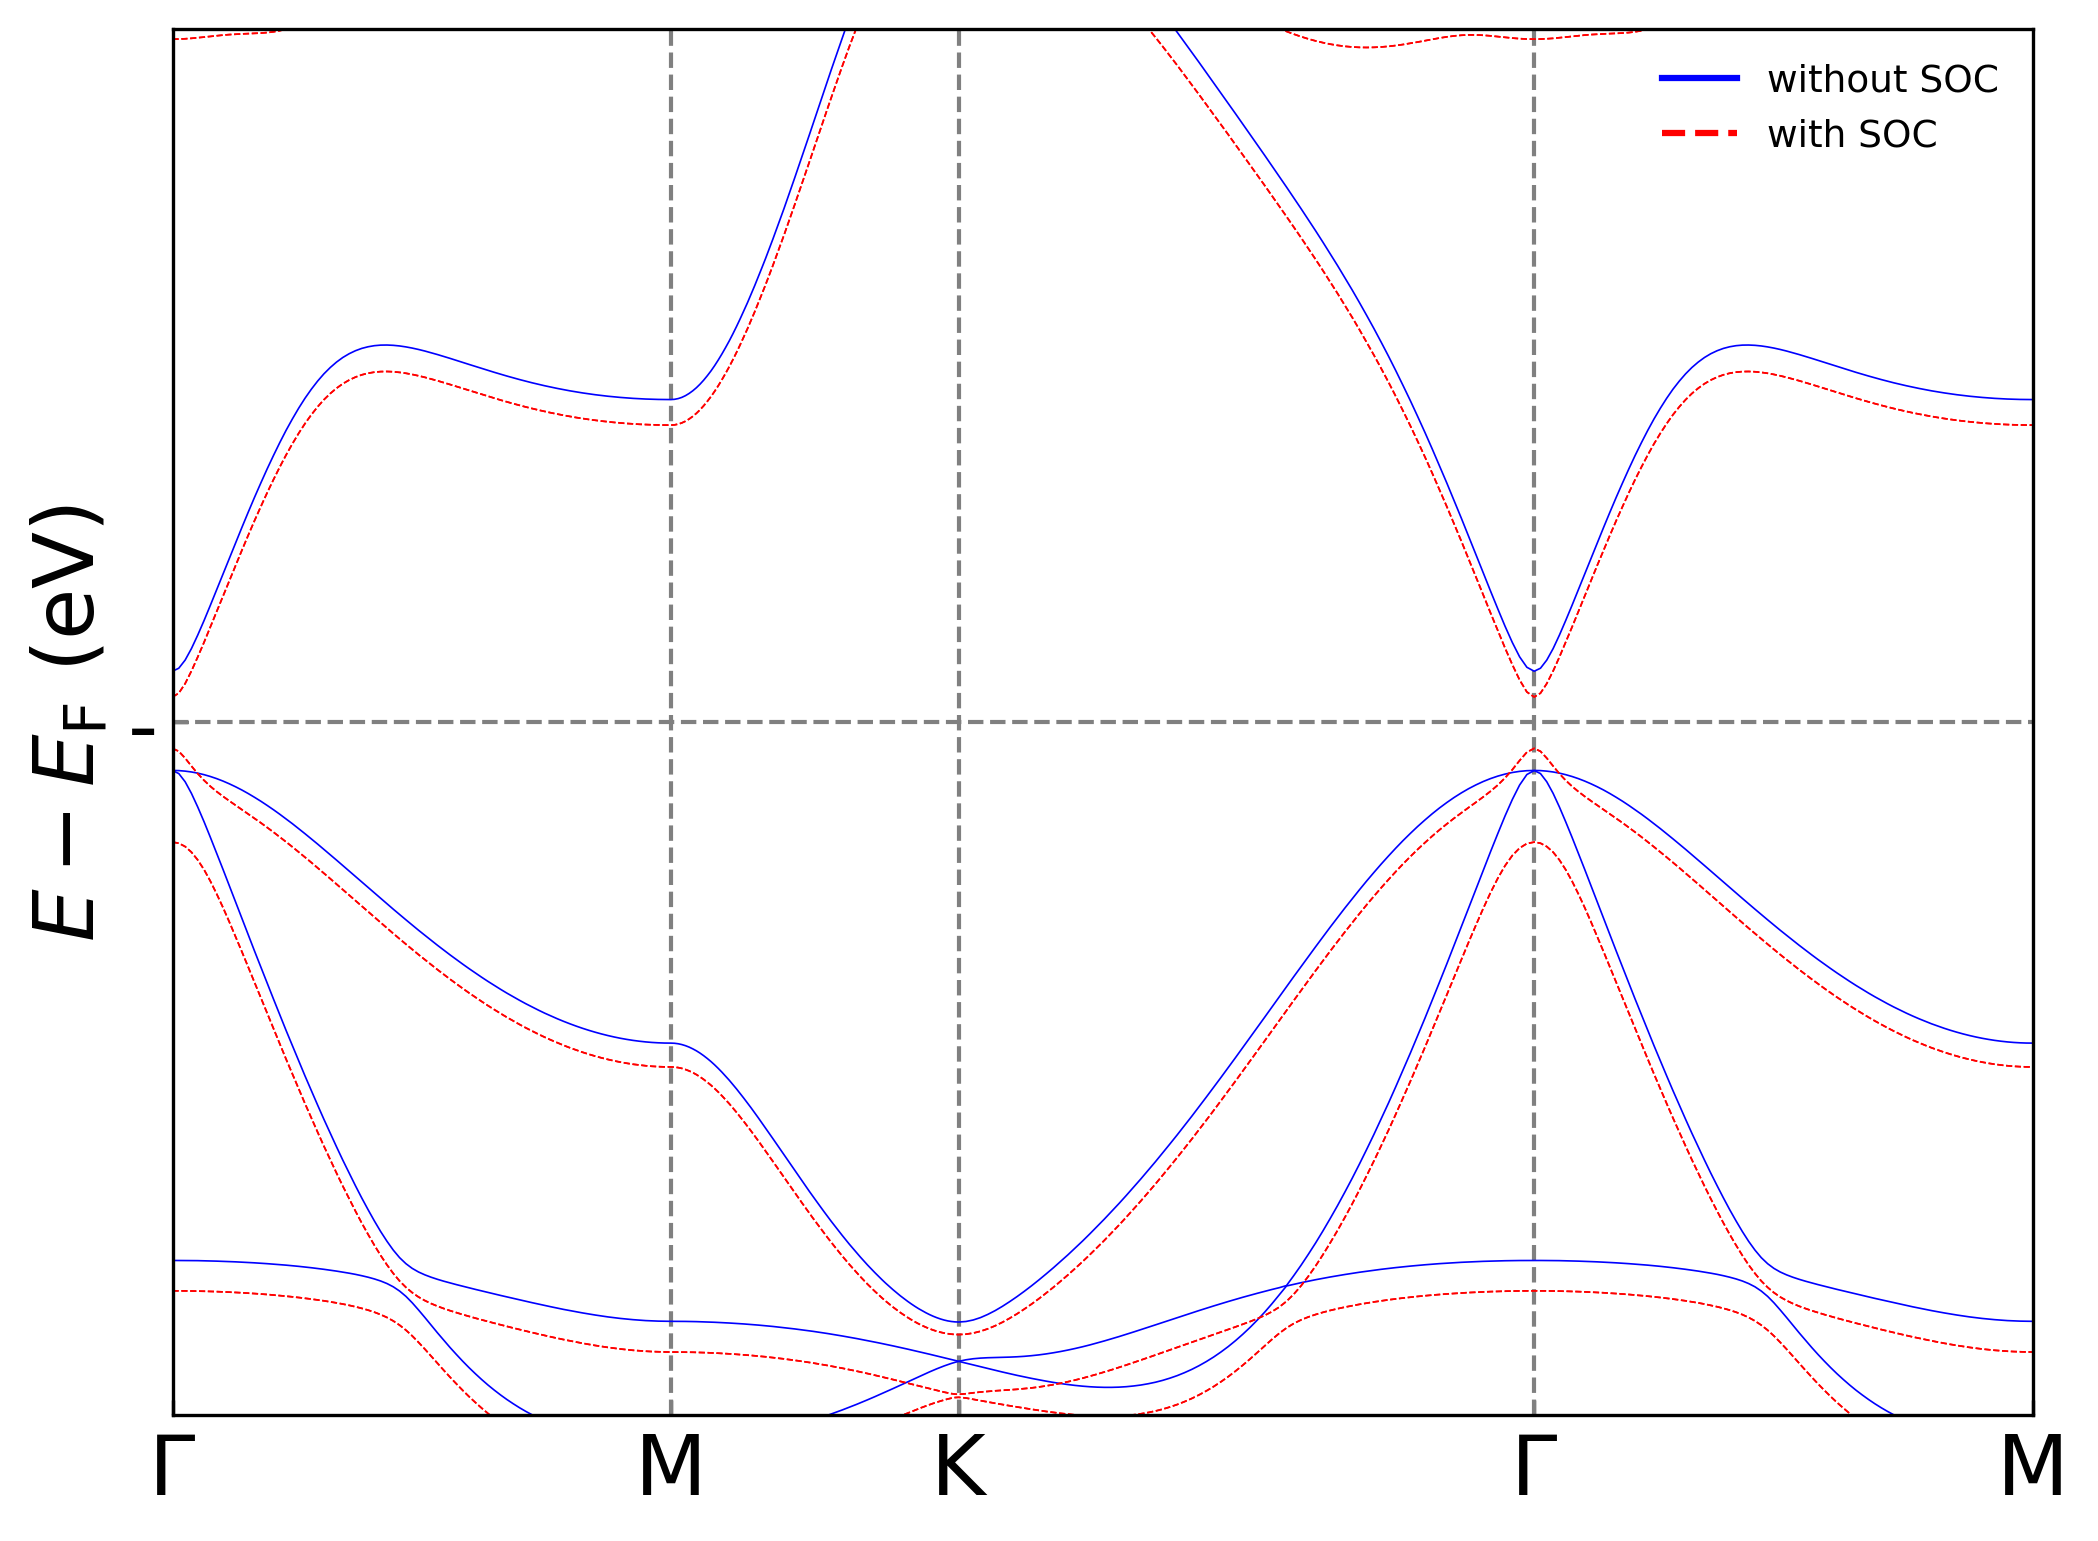 without SOC
with SOC
E − E_F (eV)
-
Γ M K Γ M